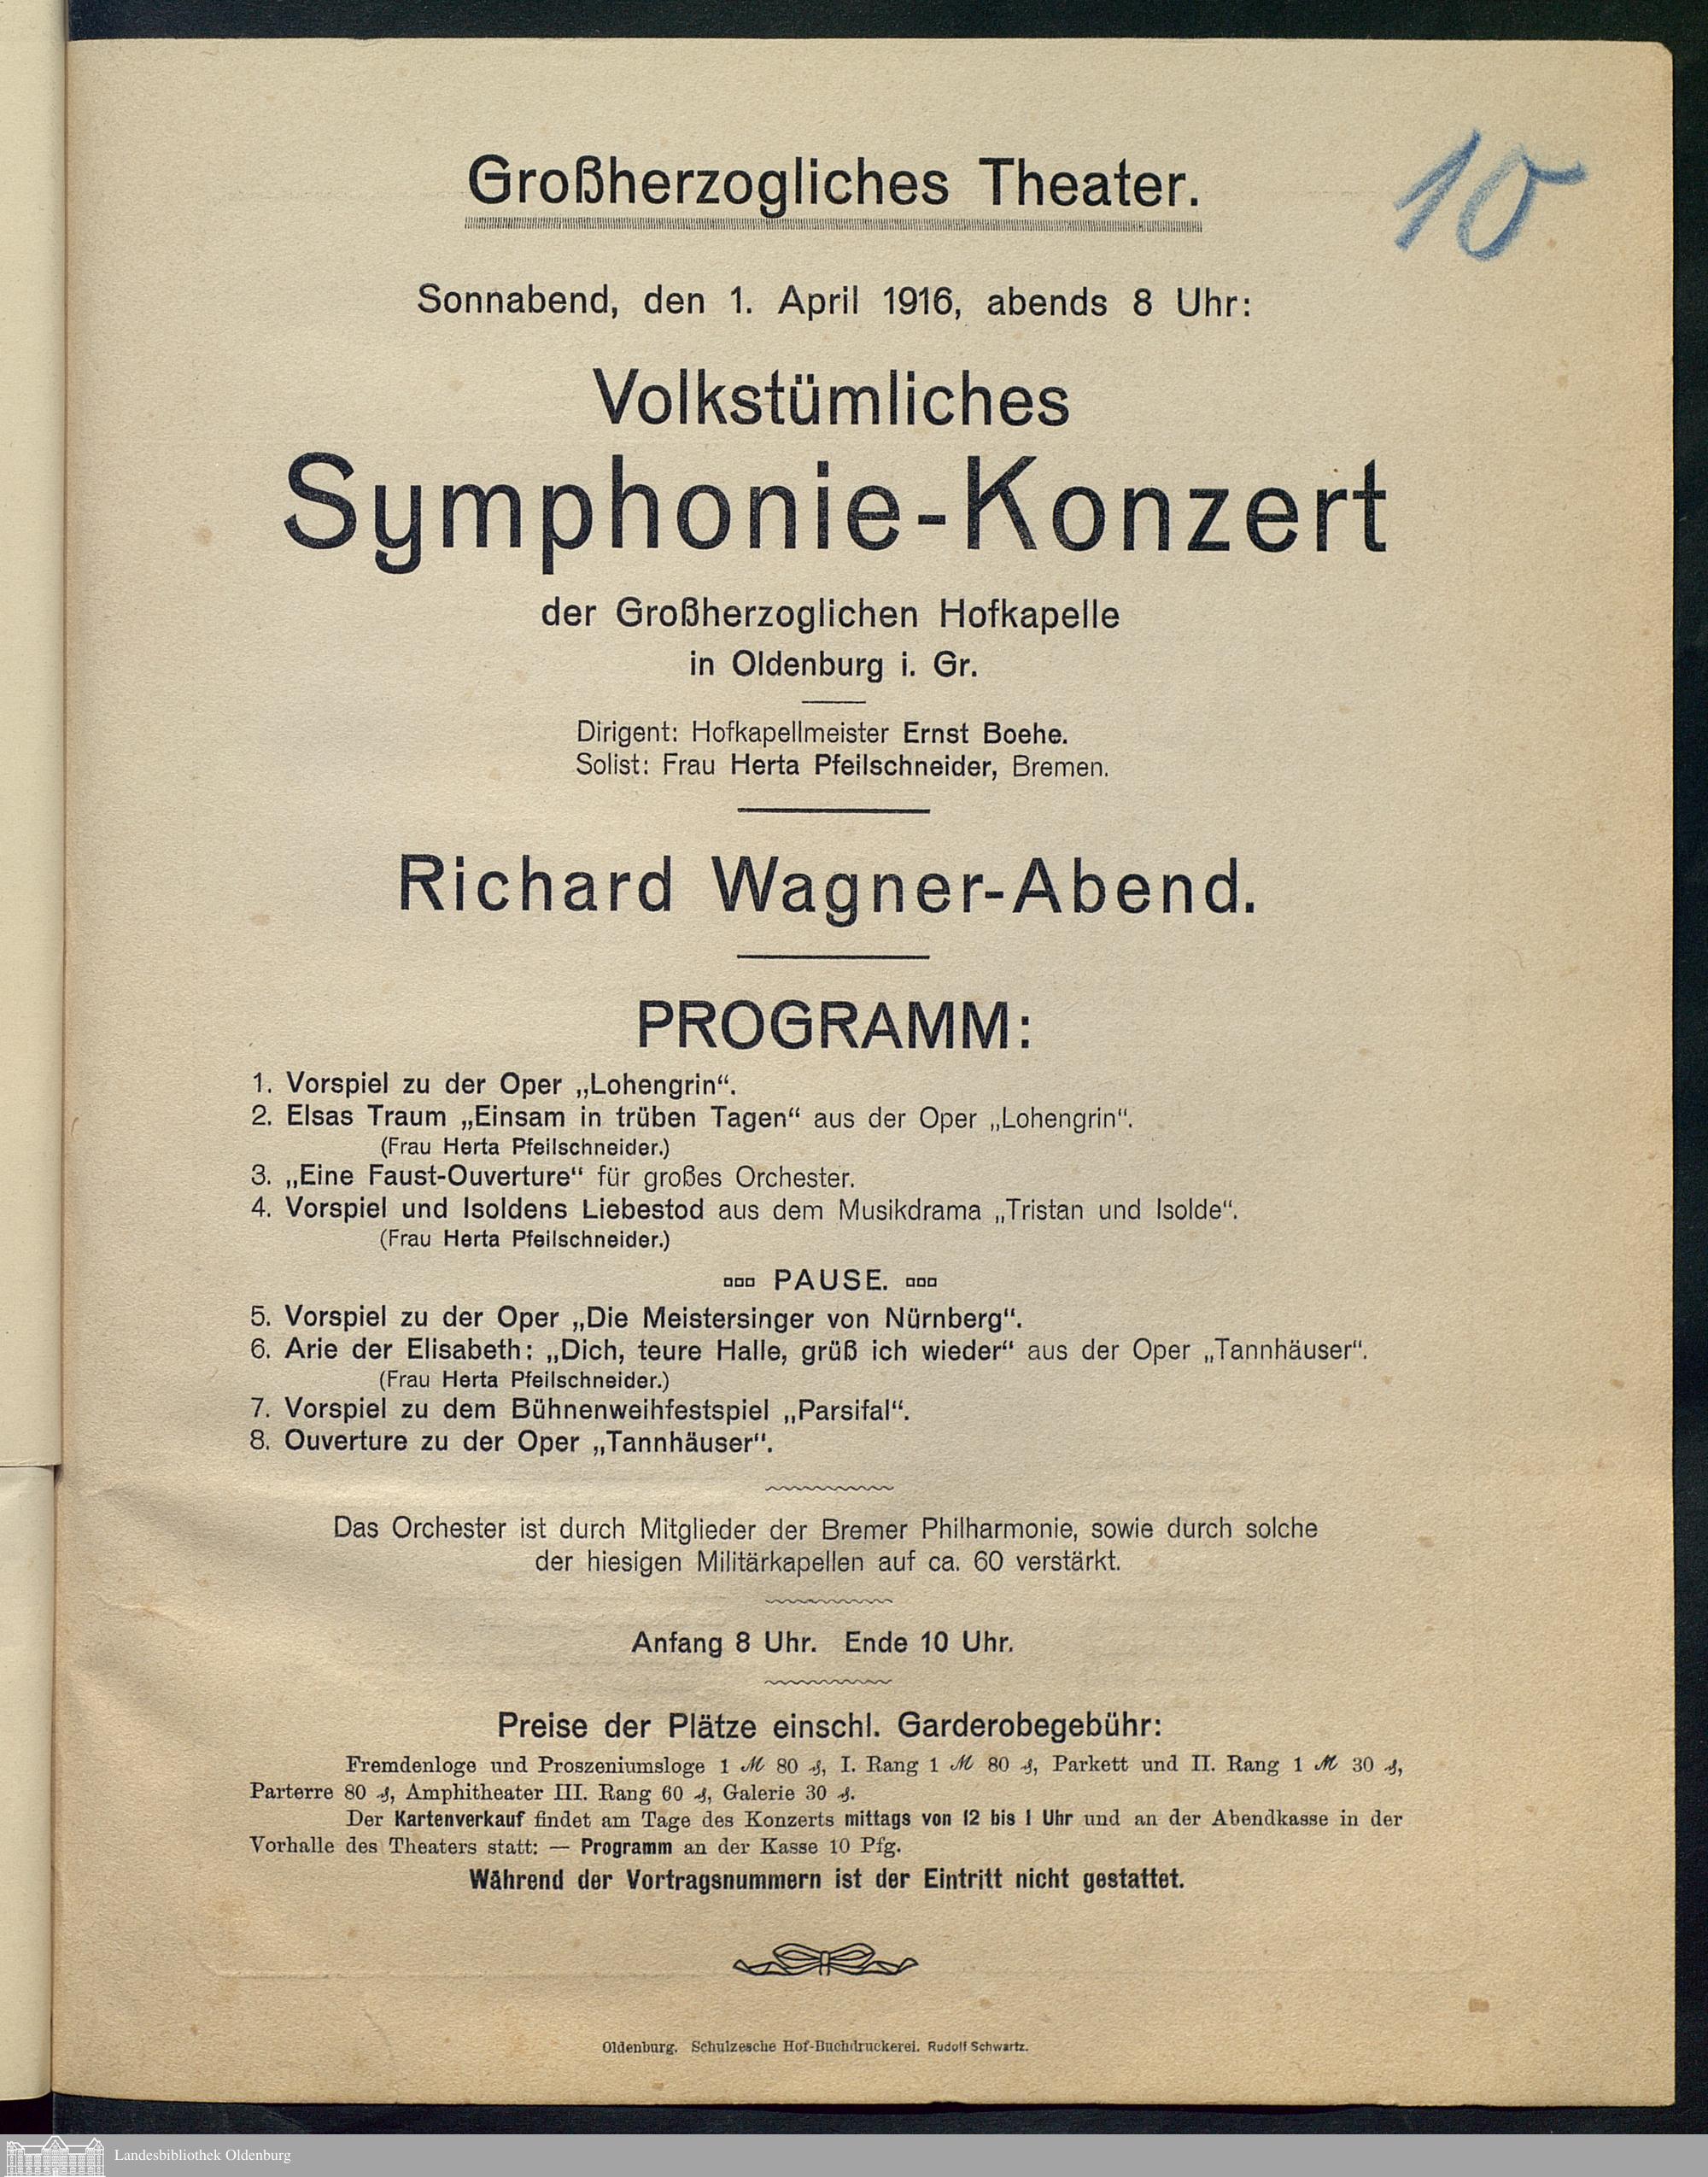 Großherzogliches Theater.
10
Sonnabend, den 1. April 1916, abends 8 Uhr:
Volkstümliches
Symphonie-Konzert
der Großherzoglichen Hofkapelle
in Oldenburg i. Gr.
Dirigent: Hofkapellmeister Ernst Boehe.
Solist: Frau Herta Pfeilschneider, Bremen.
Richard Wagner-Abend.
PROGRAMM:
1. Vorspiel zu der Oper „Lohengrin“.
2. Elsas Traum „Einsam in trüben Tagen“ aus der Oper „Lohengrin“.
(Frau Herta Pfeilschneider.)
3. „Eine Faust-Ouverture“ für großes Orchester.
4. Vorspiel und Isoldens Liebestod aus dem Musikdrama „Tristan und Isolde“.
(Frau Herta Pfeilschneider.)
▫▫▫ PAUSE. ▫▫▫
5. Vorspiel zu der Oper „Die Meistersinger von Nürnberg“.
6. Arie der Elisabeth: „Dich, teure Halle, grüß ich wieder“ aus der Oper „Tannhäuser“.
(Frau Herta Pfeilschneider.)
7. Vorspiel zu dem Bühnenweihfestspiel „Parsifal“.
8. Ouverture zu der Oper „Tannhäuser“.
Das Orchester ist durch Mitglieder der Bremer Philharmonie, sowie durch solche
der hiesigen Militärkapellen auf ca. 60 verstärkt.
Anfang 8 Uhr. Ende 10 Uhr.
Preise der Plätze einschl. Garderobegebühr:
Fremdenloge und Proszeniumsloge 1 ℳ 80 ₰, I. Rang 1 ℳ 80 ₰, Parkett und II. Rang 1 ℳ 30 ₰,
Parterre 80 ₰, Amphitheater III. Rang 60 ₰, Galerie 30 ₰.
Der Kartenverkauf findet am Tage des Konzerts mittags von 12 bis 1 Uhr und an der Abendkasse in der
Vorhalle des Theaters statt: — Programm an der Kasse 10 Pfg.
Während der Vortragsnummern ist der Eintritt nicht gestattet.
Oldenburg. Schulzesche Hof-Buchdruckerei. Rudolf Schwartz.
Landesbibliothek Oldenburg